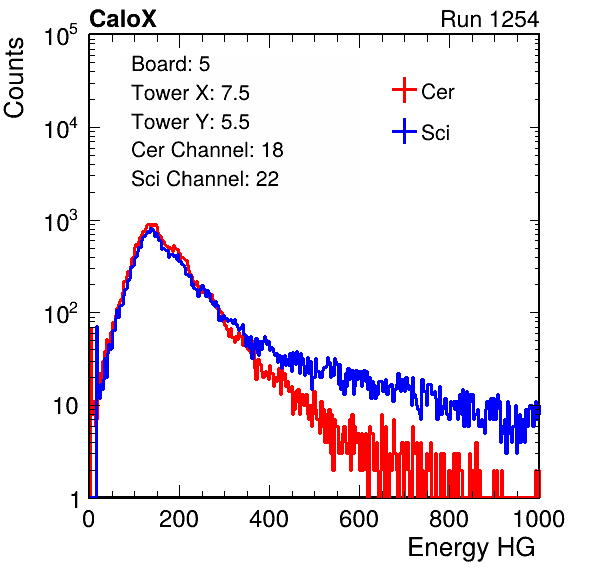 CaloX Run 1254
Counts
10^5
10^4
10^3
10^2
10
1
Board: 5
Tower X: 7.5
Tower Y: 5.5
Cer Channel: 18
Sci Channel: 22
Cer
Sci
0 200 400 600 800 1000
Energy HG